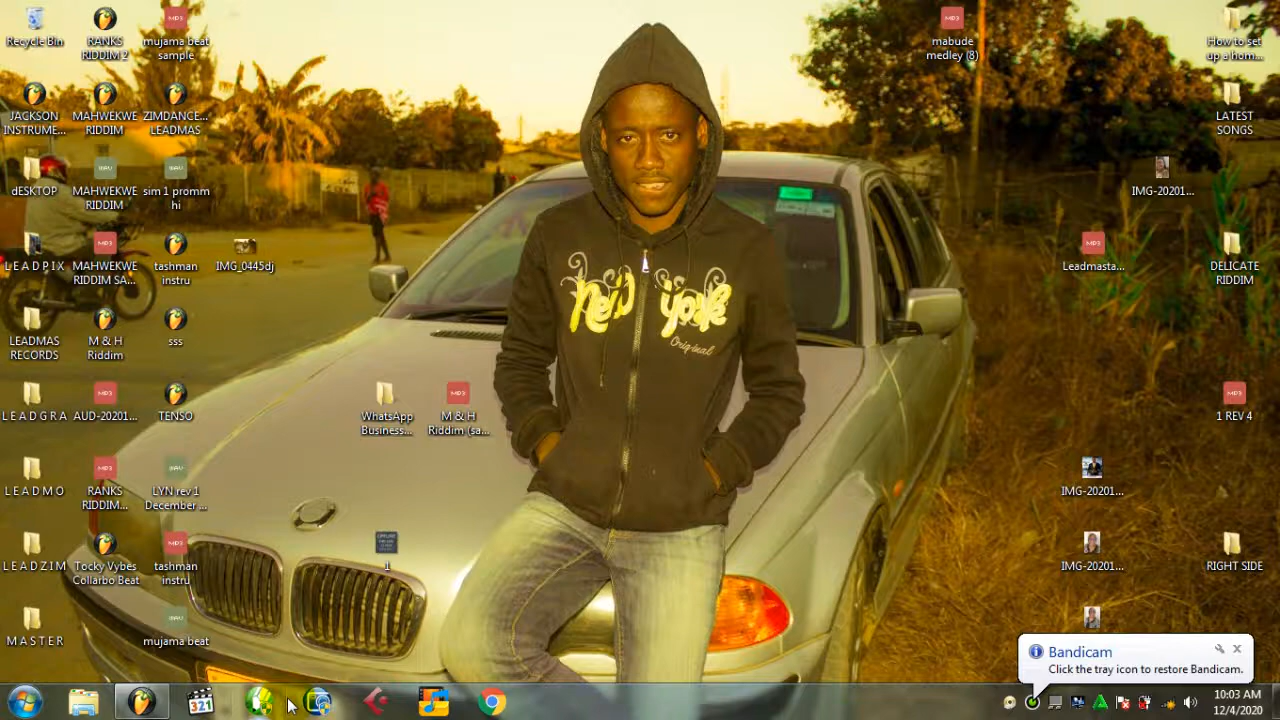 Recycle Bin
RANKS
RIDDIM 2
mujama beat
sample
mabude
medley (8)
How to set
up a hom...
JACKSON
INSTRUME...
MAHWEKWE
RIDDIM
ZIMDANCE...
LEADMAS
LATEST
SONGS
dESKTOP
MAHWEKWE
RIDDIM
sim 1 promm
hi
IMG-20201...
L E A D P I X
MAHWEKWE
RIDDIM SA...
tashman
instru
IMG_0445dj
Leadmasta...
DELICATE
RIDDIM
New york
Original
LEADMAS
RECORDS
M & H
Riddim
sss
L E A D G R A
AUD-20201...
TENSO
WhatsApp
Business...
M & H
Riddim (sa...
1 REV 4
L E A D M O
RANKS
RIDDIM...
LYN rev 1
December ...
IMG-20201...
L E A D Z I M
Tocky Vybes
Collarbo Beat
tashman
instru
1
IMG-20201...
RIGHT SIDE
M A S T E R
mujama beat
Bandicam
Click the tray icon to restore Bandicam.
321
10:03 AM
12/4/2020